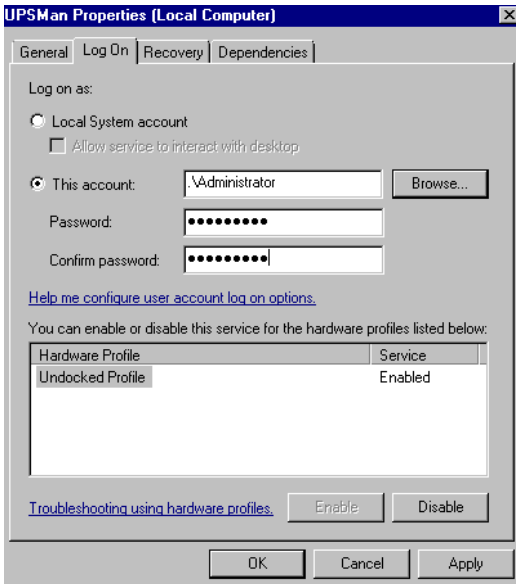 UPSMan Properties (Local Computer)
General Log On Recovery Dependencies
Log on as:
Local System account
Allow service to interact with desktop
This account: .\Administrator Browse...
Password: •••••••••
Confirm password: •••••••••
Help me configure user account log on options.
You can enable or disable this service for the hardware profiles listed below:
Hardware Profile Service
Undocked Profile Enabled
Troubleshooting using hardware profiles. Enable Disable
OK Cancel Apply